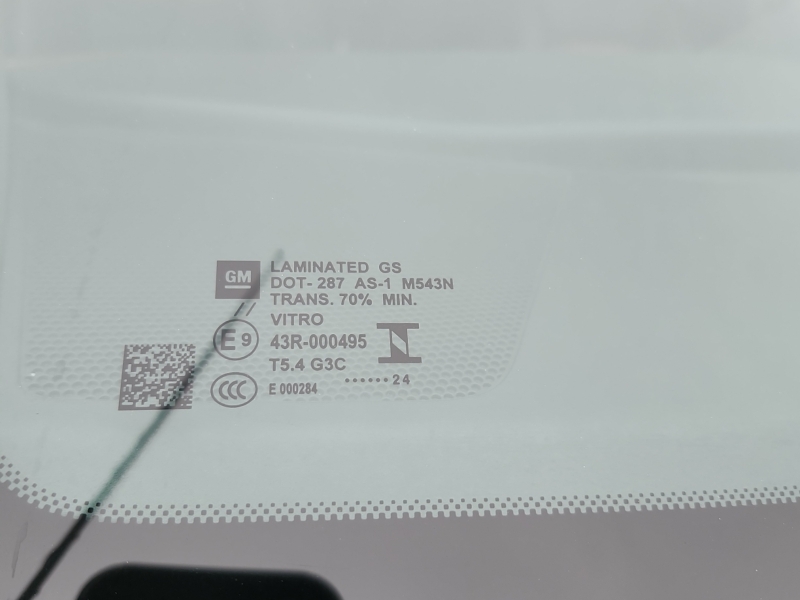 GM
LAMINATED GS
DOT- 287 AS-1 M543N
TRANS. 70% MIN.
VITRO
E9 43R-000495 N
T5.4 G3C
CCC E 000284 ······24